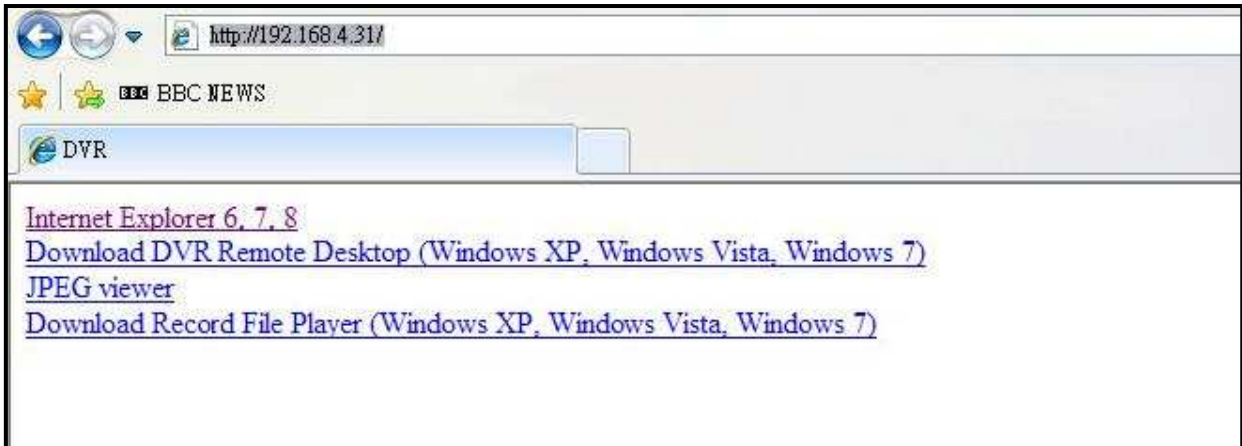 http://192.168.4.31/
BBC BBC NEWS
DVR
Internet Explorer 6, 7, 8
Download DVR Remote Desktop (Windows XP, Windows Vista, Windows 7)
JPEG viewer
Download Record File Player (Windows XP, Windows Vista, Windows 7)